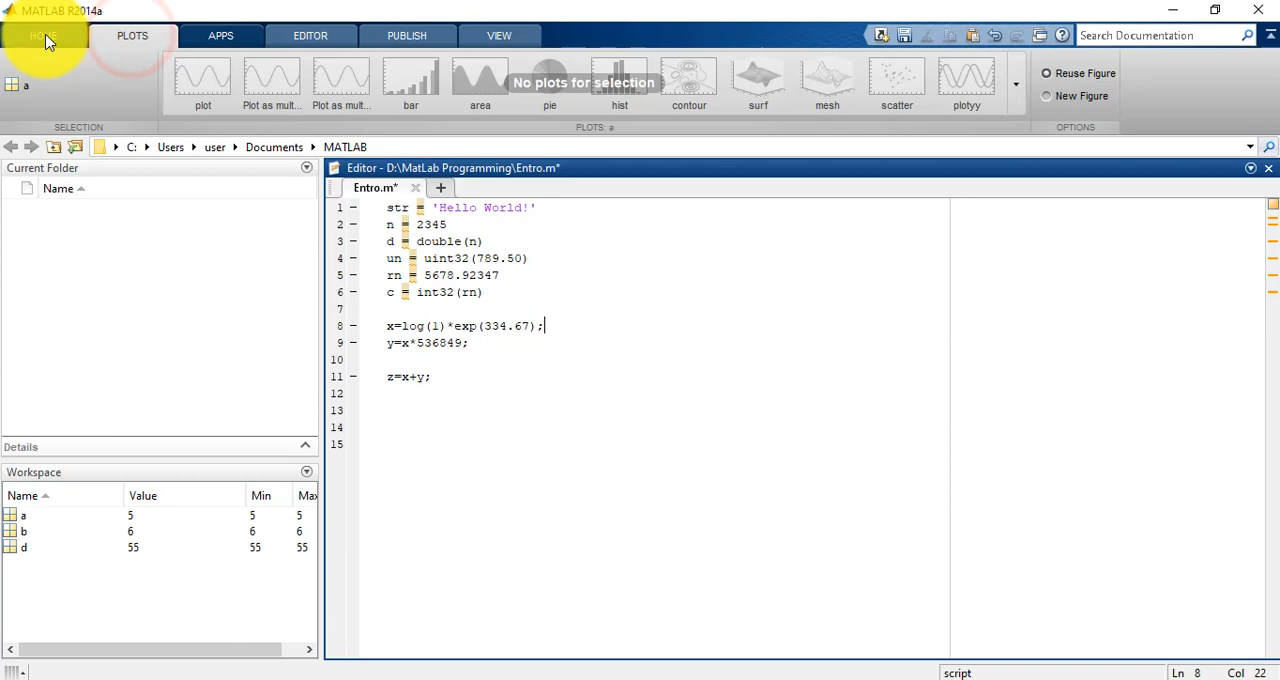 MATLAB R2014a
HOME PLOTS APPS EDITOR PUBLISH VIEW Search Documentation
a
plot Plot as mult... Plot as mult... bar area pie hist contour surf mesh scatter plotyy
No plots for selection
Reuse Figure
New Figure
SELECTION PLOTS: a OPTIONS
C: Users user Documents MATLAB
Current Folder
Name
Details
Workspace
Name Value Min Max
a 5 5 5
b 6 6 6
d 55 55 55
Editor - D:\MatLab Programming\Entro.m*
Entro.m*
1 str = 'Hello World!'
2 n = 2345
3 d = double(n)
4 un = uint32(789.50)
5 rn = 5678.92347
6 c = int32(rn)
7
8 x=log(1)*exp(334.67);
9 y=x*536849;
10
11 z=x+y;
12
13
14
15
script Ln 8 Col 22